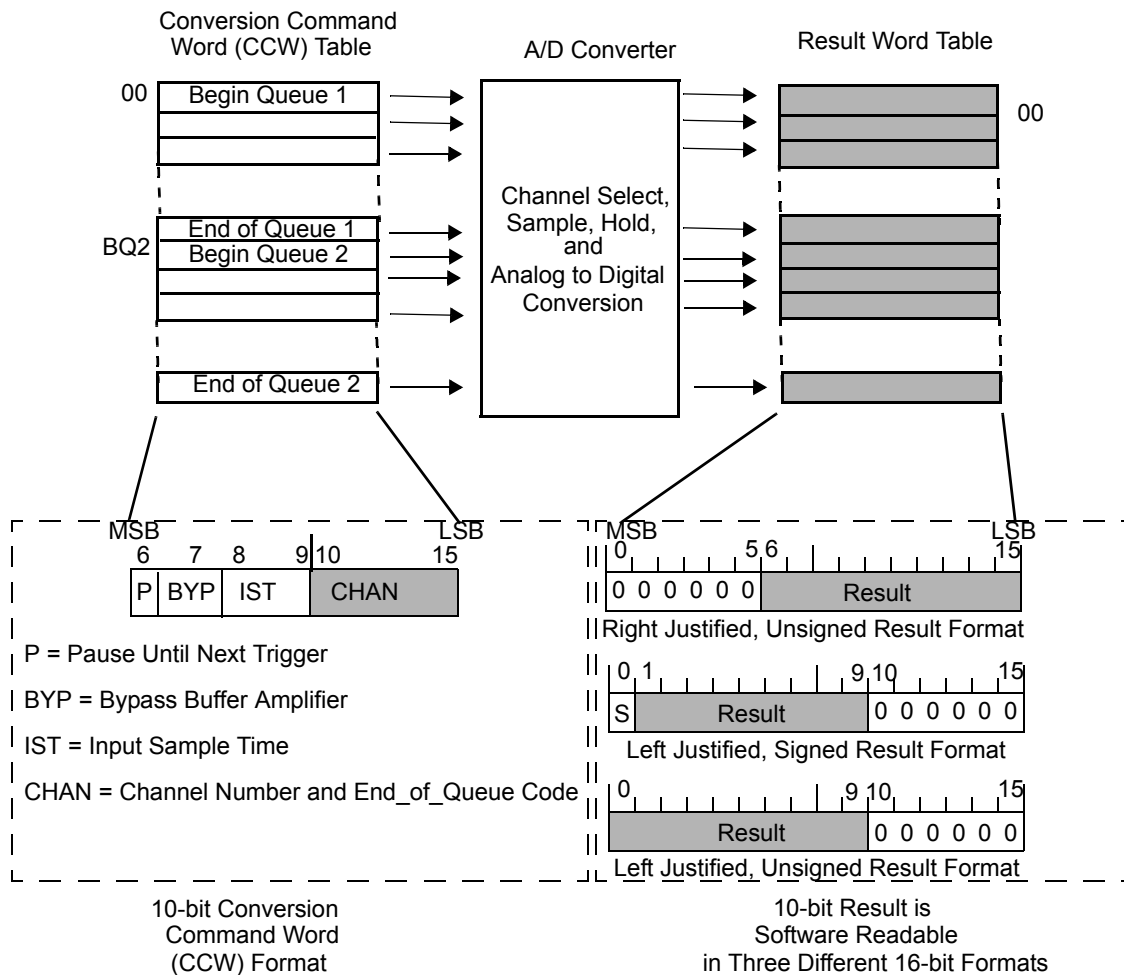 Conversion Command
Word (CCW) Table
A/D Converter
Result Word Table
00
Begin Queue 1
00
Channel Select,
Sample, Hold,
and
Analog to Digital
Conversion
End of Queue 1
BQ2
Begin Queue 2
End of Queue 2
MSB
LSB
6 7 8 9 10 15
P BYP IST CHAN
P = Pause Until Next Trigger
BYP = Bypass Buffer Amplifier
IST = Input Sample Time
CHAN = Channel Number and End_of_Queue Code
10-bit Conversion
Command Word
(CCW) Format
MSB
LSB
0 5 6 15
0 0 0 0 0 0 Result
Right Justified, Unsigned Result Format
0 1 9 10 15
S Result 0 0 0 0 0 0
Left Justified, Signed Result Format
0 9 10 15
Result 0 0 0 0 0 0
Left Justified, Unsigned Result Format
10-bit Result is
Software Readable
in Three Different 16-bit Formats